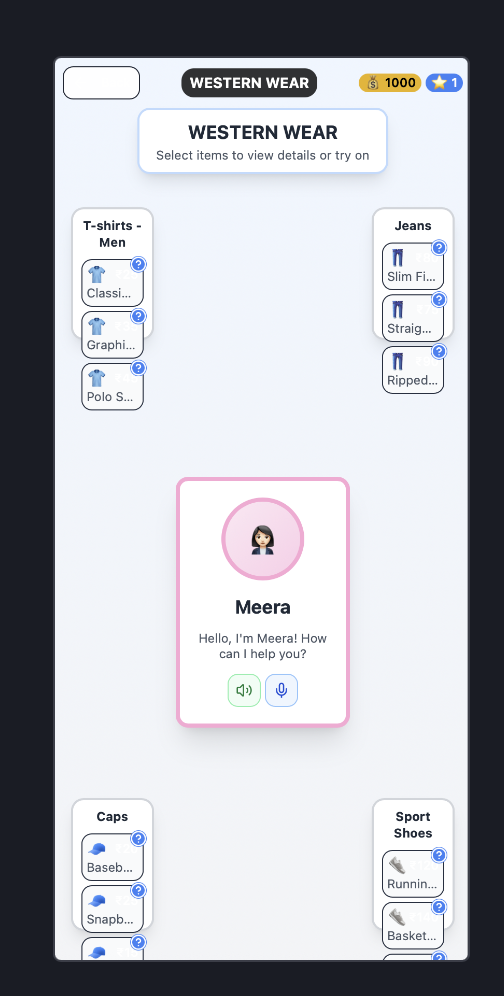 WESTERN WEAR
1000
1
WESTERN WEAR
Select items to view details or try on
T-shirts -
Men
?
Classi...
?
Graphi...
?
Polo S...
Jeans
?
Slim Fi...
?
Straig...
?
Ripped...
Meera
Hello, I'm Meera! How
can I help you?
Caps
?
Baseb...
?
Snapb...
?
Sport
Shoes
?
Runnin...
?
Basket...
?